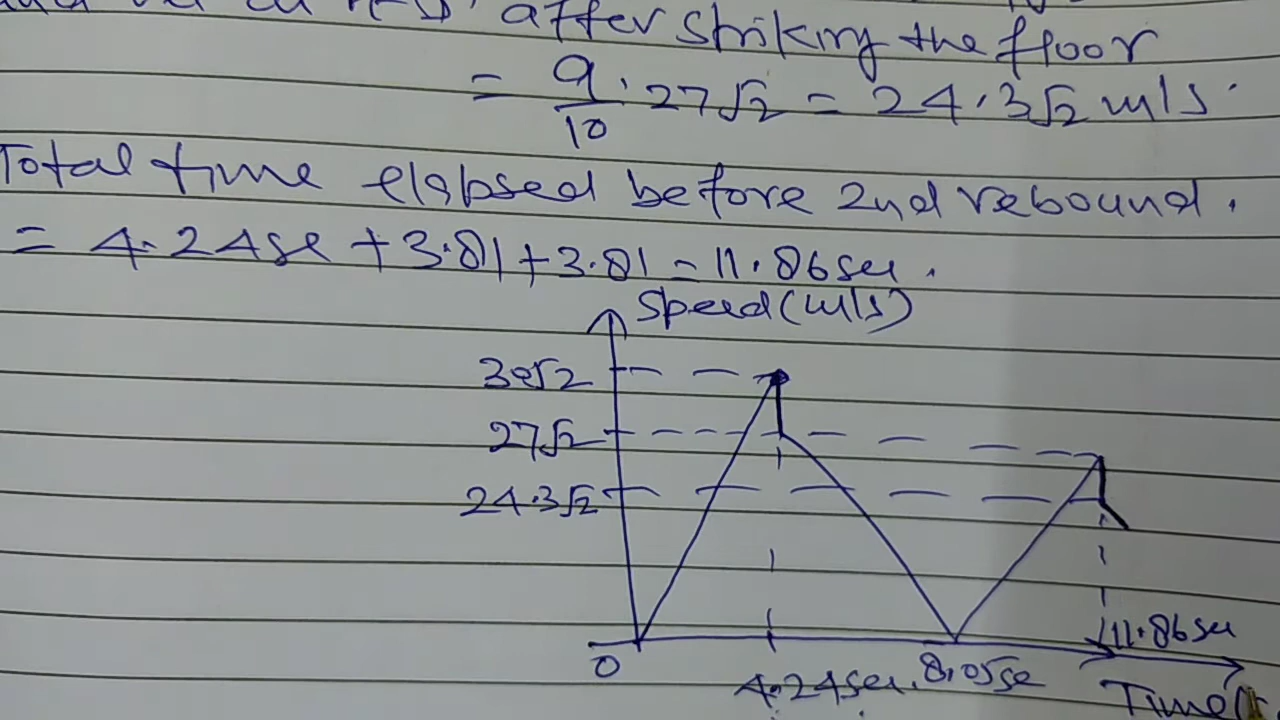 after striking the floor
= 9/10 · 27√2 = 24.3√2 m/s.
Total time elapsed before 2nd rebound.
= 4.24 sec + 3.81 + 3.81 = 11.86 sec.
Speed (m/s)
30√2
27√2
24.3√2
11.86 sec
0
4.24 sec. 8.05 se
Time